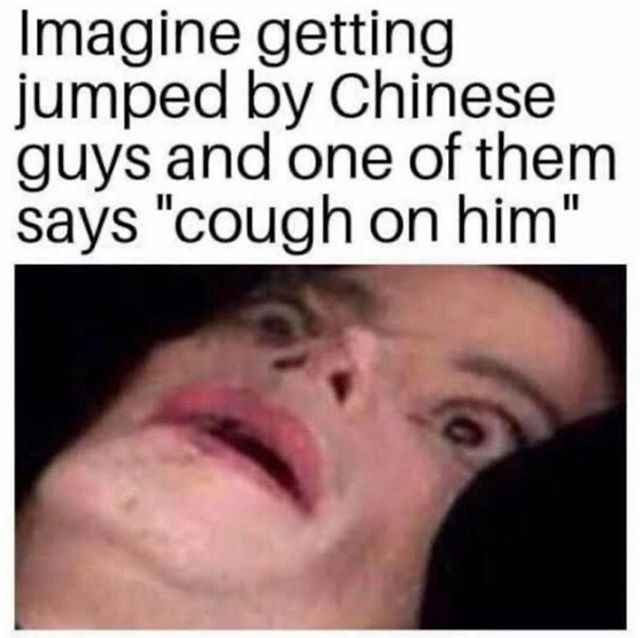 Imagine getting
jumped by Chinese
guys and one of them
says "cough on him"